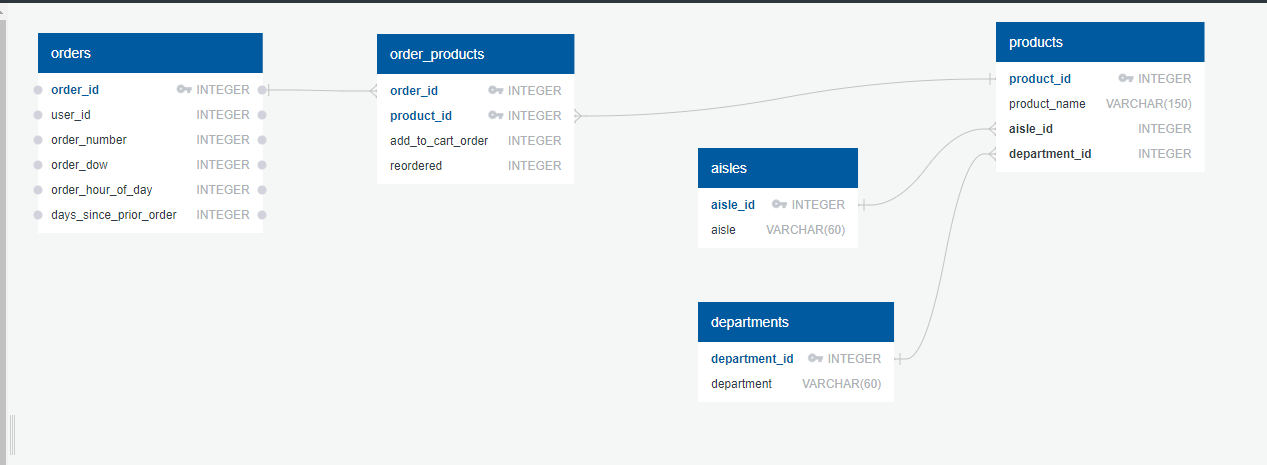 orders
order_id INTEGER
user_id INTEGER
order_number INTEGER
order_dow INTEGER
order_hour_of_day INTEGER
days_since_prior_order INTEGER
order_products
order_id INTEGER
product_id INTEGER
add_to_cart_order INTEGER
reordered INTEGER
products
product_id INTEGER
product_name VARCHAR(150)
aisle_id INTEGER
department_id INTEGER
aisles
aisle_id INTEGER
aisle VARCHAR(60)
departments
department_id INTEGER
department VARCHAR(60)